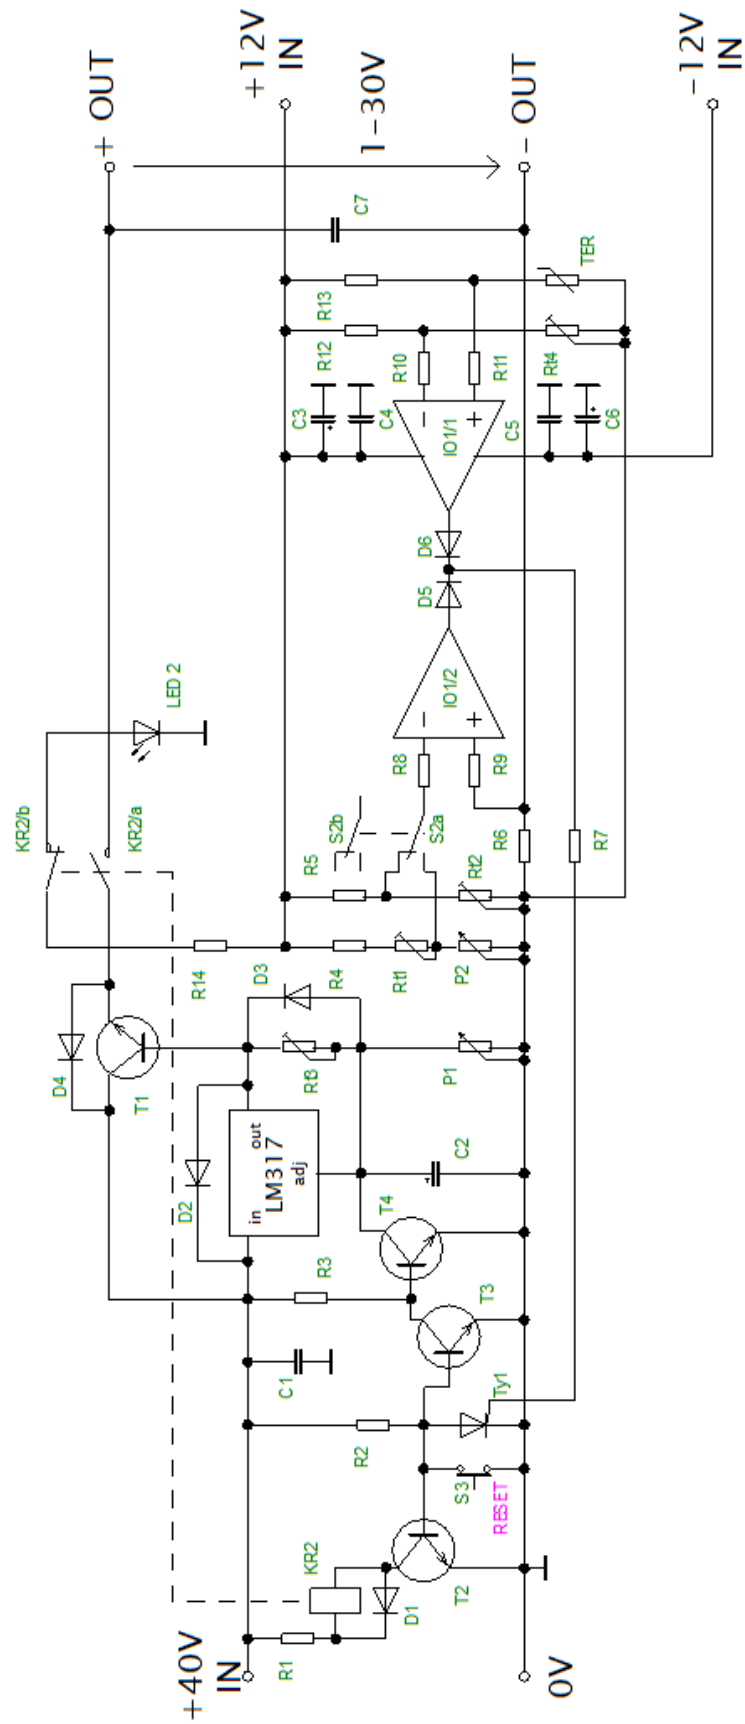 + OUT
+12V
IN
1-30V
- OUT
-12V
IN
C7
R13
TER
R12
R10
R11
Rt4
C3
C4
C5
C6
IO1/1
D6
D5
LED 2
IO1/2
KR2/b
KR2/a
R8
R9
S2b
S2a
R5
R6
R7
Rt2
R14
D3
R4
Rt1
P2
D4
T1
Rt3
P1
D2
in
LM317
out
adj
C2
T4
R3
T3
C1
R2
Ty1
S3
RESET
KR2
D1
T2
R1
+40V
IN
0V